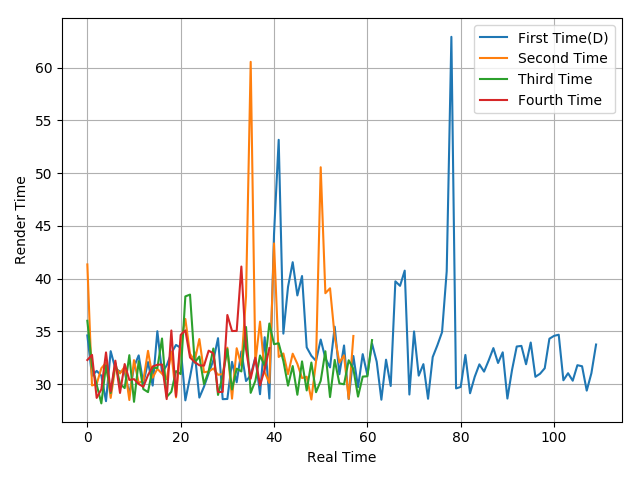 First Time(D)
Second Time
Third Time
Fourth Time
Render Time
60
55
50
45
40
35
30
0 20 40 60 80 100
Real Time